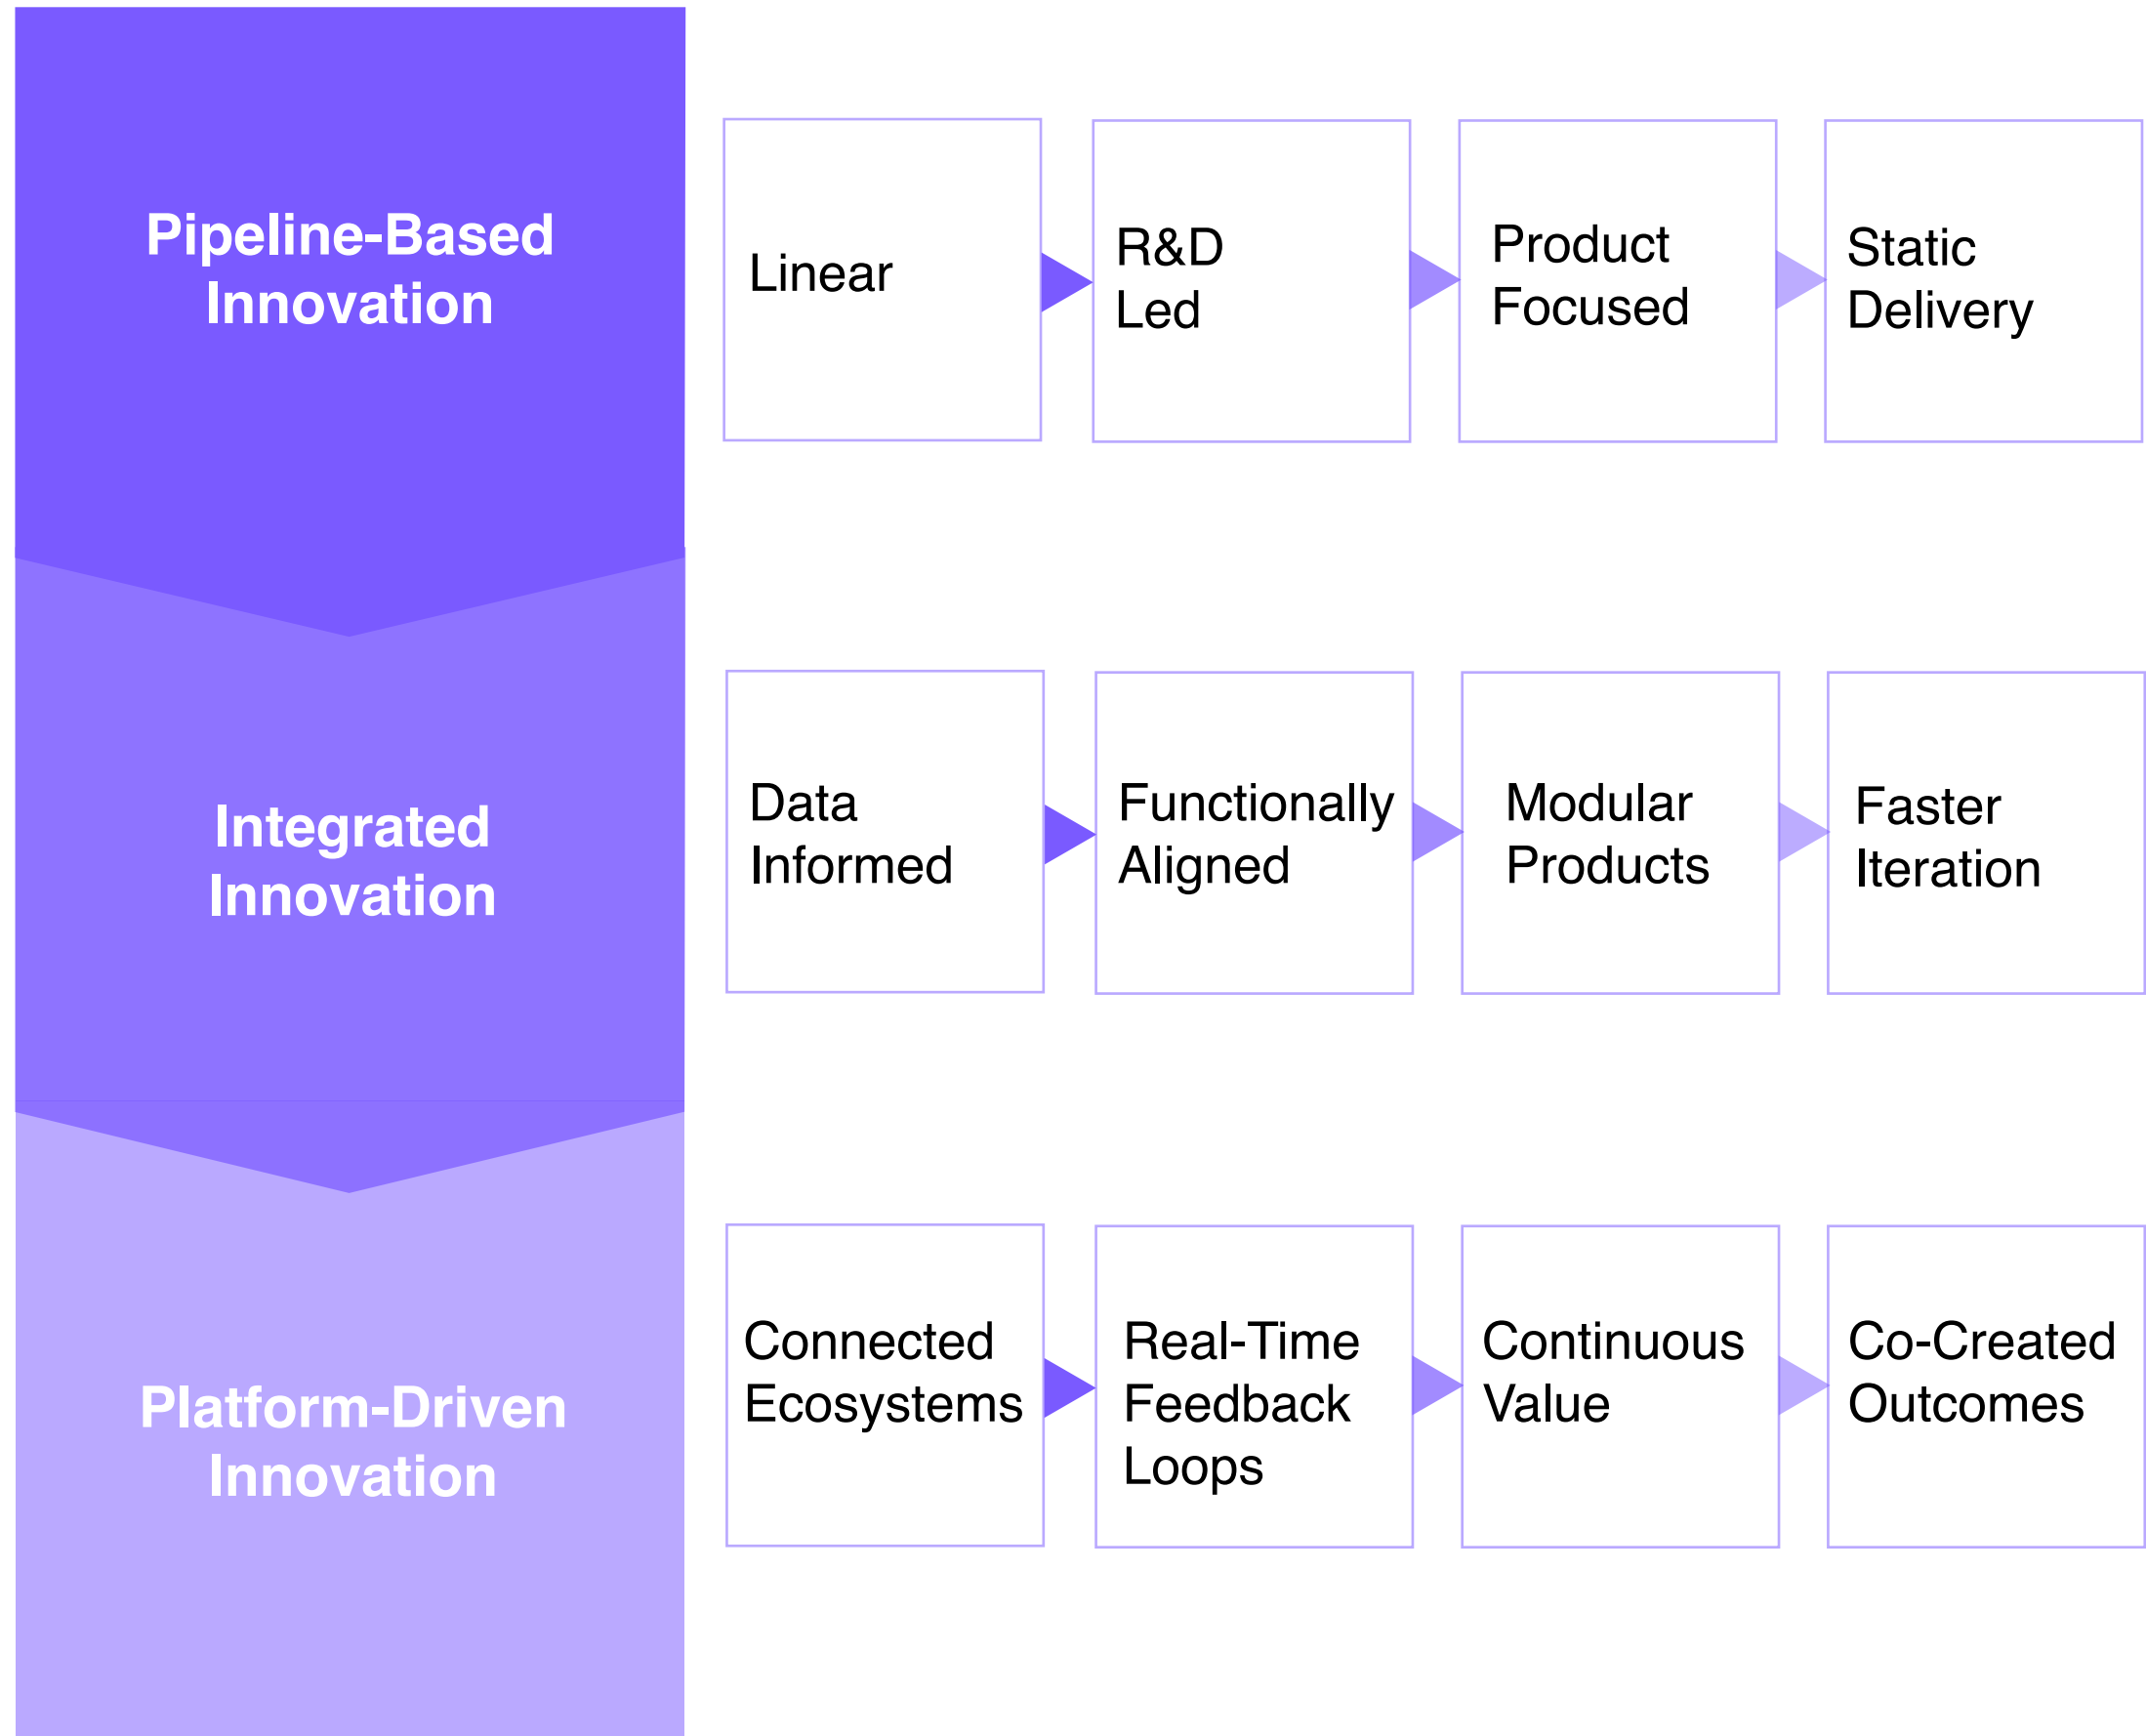 Pipeline-Based
Innovation
Linear
R&D
Led
Product
Focused
Static
Delivery
Integrated
Innovation
Data
Informed
Functionally
Aligned
Modular
Products
Faster
Iteration
Platform-Driven
Innovation
Connected
Ecosystems
Real-Time
Feedback
Loops
Continuous
Value
Co-Created
Outcomes